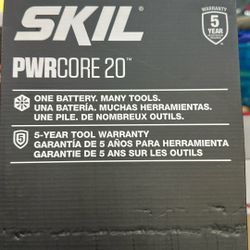 SKIL
WARRANTY
5
YEAR
PWRCORE 20™
ONE BATTERY. MANY TOOLS.
UNA BATERÍA. MUCHAS HERRAMIENTAS.
UNE PILE. DE NOMBREUX OUTILS.
5
5-YEAR TOOL WARRANTY
GARANTÍA DE 5 AÑOS PARA HERRAMIENTA
GARANTIE DE 5 ANS SUR LES OUTILS